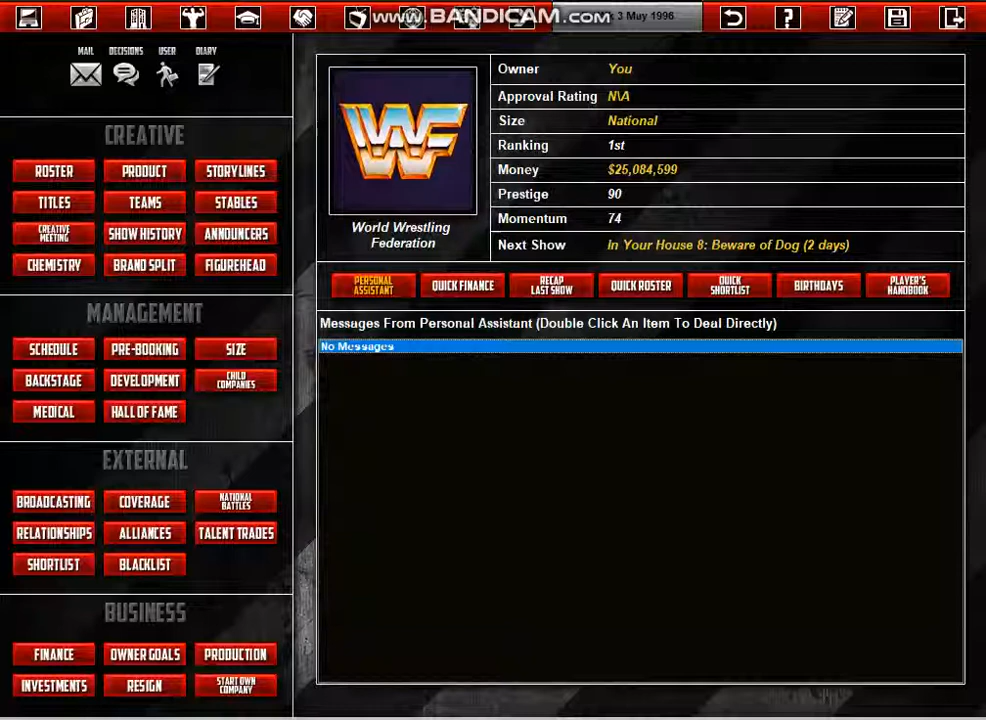 www.BANDICAM.com
3 May 1996
MAIL DECISIONS USER DIARY
CREATIVE
ROSTER PRODUCT STORYLINES
TITLES TEAMS STABLES
CREATIVE MEETING SHOW HISTORY ANNOUNCERS
CHEMISTRY BRAND SPLIT FIGUREHEAD
MANAGEMENT
SCHEDULE PRE-BOOKING SIZE
BACKSTAGE DEVELOPMENT CHILD COMPANIES
MEDICAL HALL OF FAME
EXTERNAL
BROADCASTING COVERAGE NATIONAL BATTLES
RELATIONSHIPS ALLIANCES TALENT TRADES
SHORTLIST BLACKLIST
BUSINESS
FINANCE OWNER GOALS PRODUCTION
INVESTMENTS RESIGN START OWN COMPANY
WWF
World Wrestling
Federation
Owner You
Approval Rating N\A
Size National
Ranking 1st
Money $25,084,599
Prestige 90
Momentum 74
Next Show In Your House 8: Beware of Dog (2 days)
PERSONAL ASSISTANT QUICK FINANCE RECAP LAST SHOW QUICK ROSTER QUICK SHORTLIST BIRTHDAYS PLAYER'S HANDBOOK
Messages From Personal Assistant (Double Click An Item To Deal Directly)
No Messages